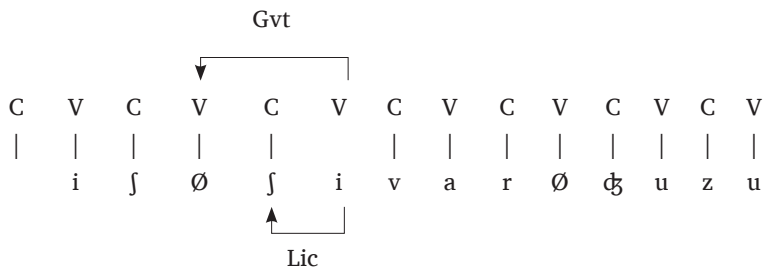 Gvt
C V C V C V C V C V C V C V
i ʃ Ø ʃ i v a r Ø ʤ u z u
Lic